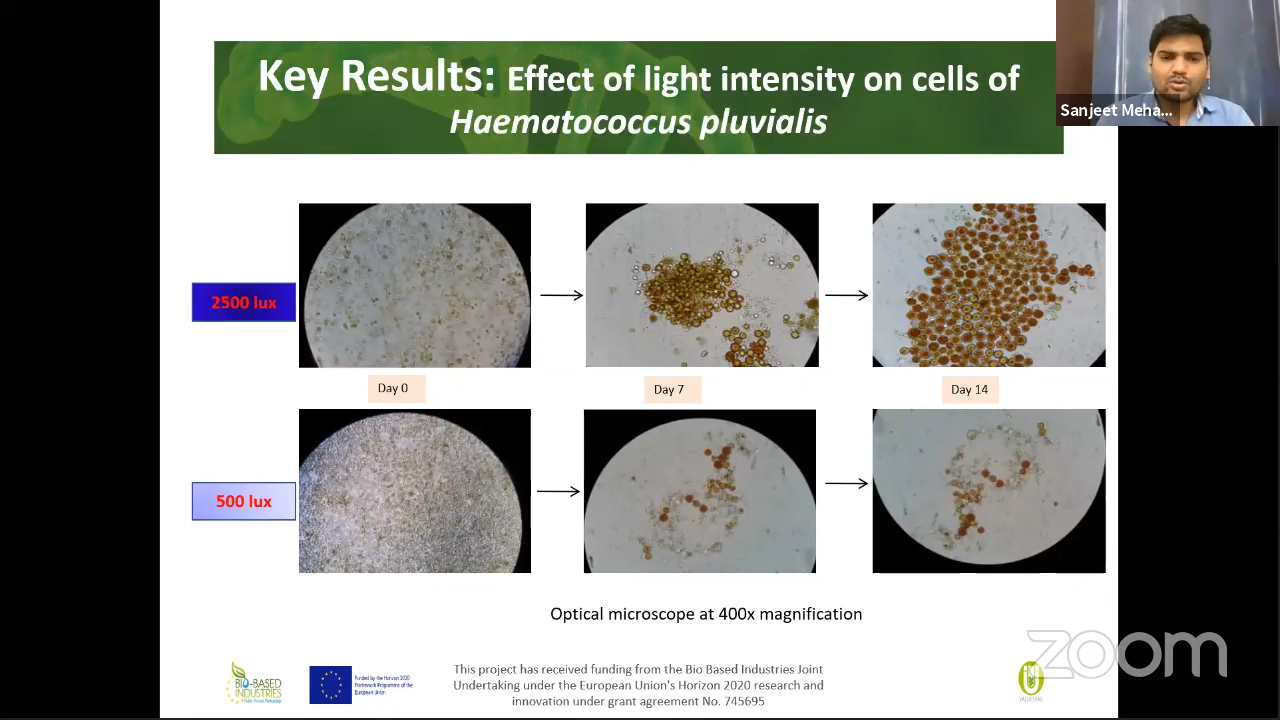 Key Results: Effect of light intensity on cells of
Haematococcus pluvialis
Sanjeet Meha...
2500 lux
Day 0
Day 7
Day 14
500 lux
Optical microscope at 400x magnification
BIO-BASED
INDUSTRIES
Public-Private Partnership
Funded by the Horizon 2020
Framework Programme of the
European Union
This project has received funding from the Bio Based Industries Joint
Undertaking under the European Union's Horizon 2020 research and
innovation under grant agreement No. 745695
zoom